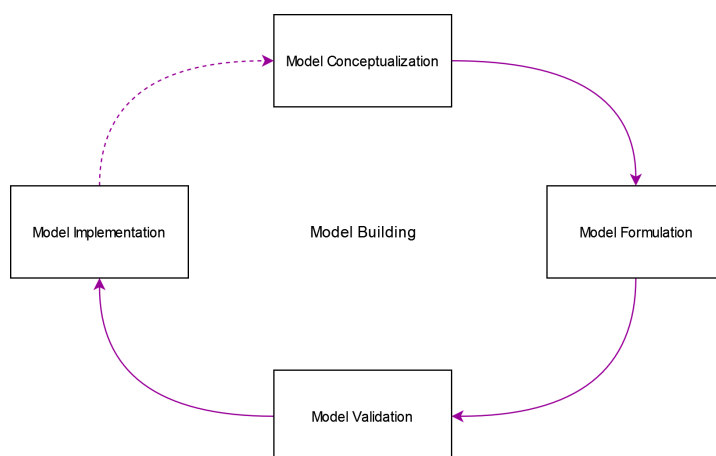 Model Conceptualization
Model Implementation
Model Building
Model Formulation
Model Validation